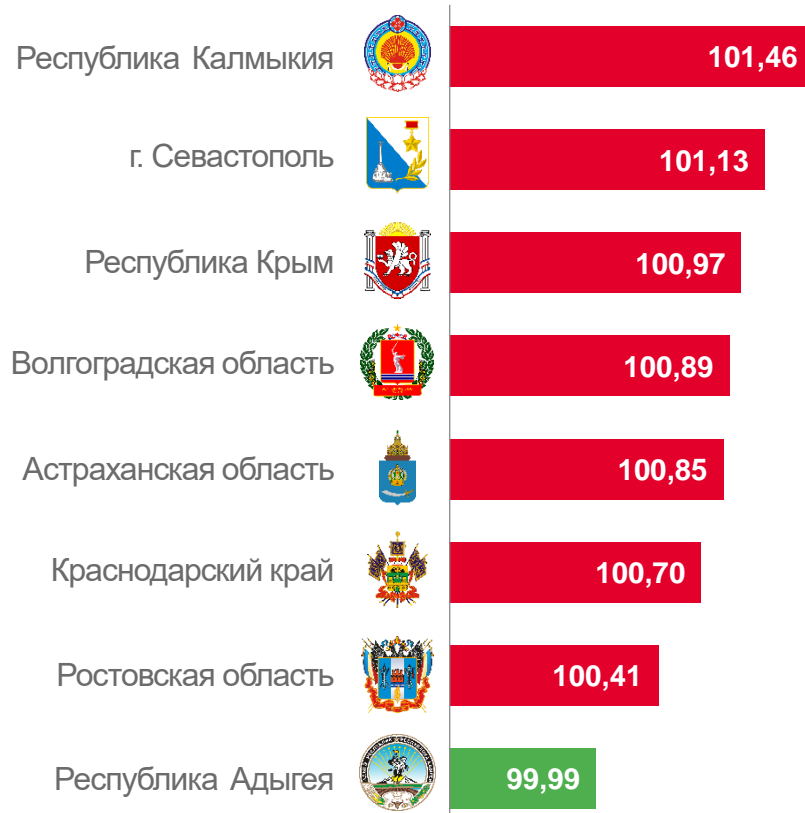 Республика Калмыкия 101,46
г. Севастополь 101,13
Республика Крым 100,97
Волгоградская область 100,89
Астраханская область 100,85
Краснодарский край 100,70
Ростовская область 100,41
Республика Адыгея 99,99